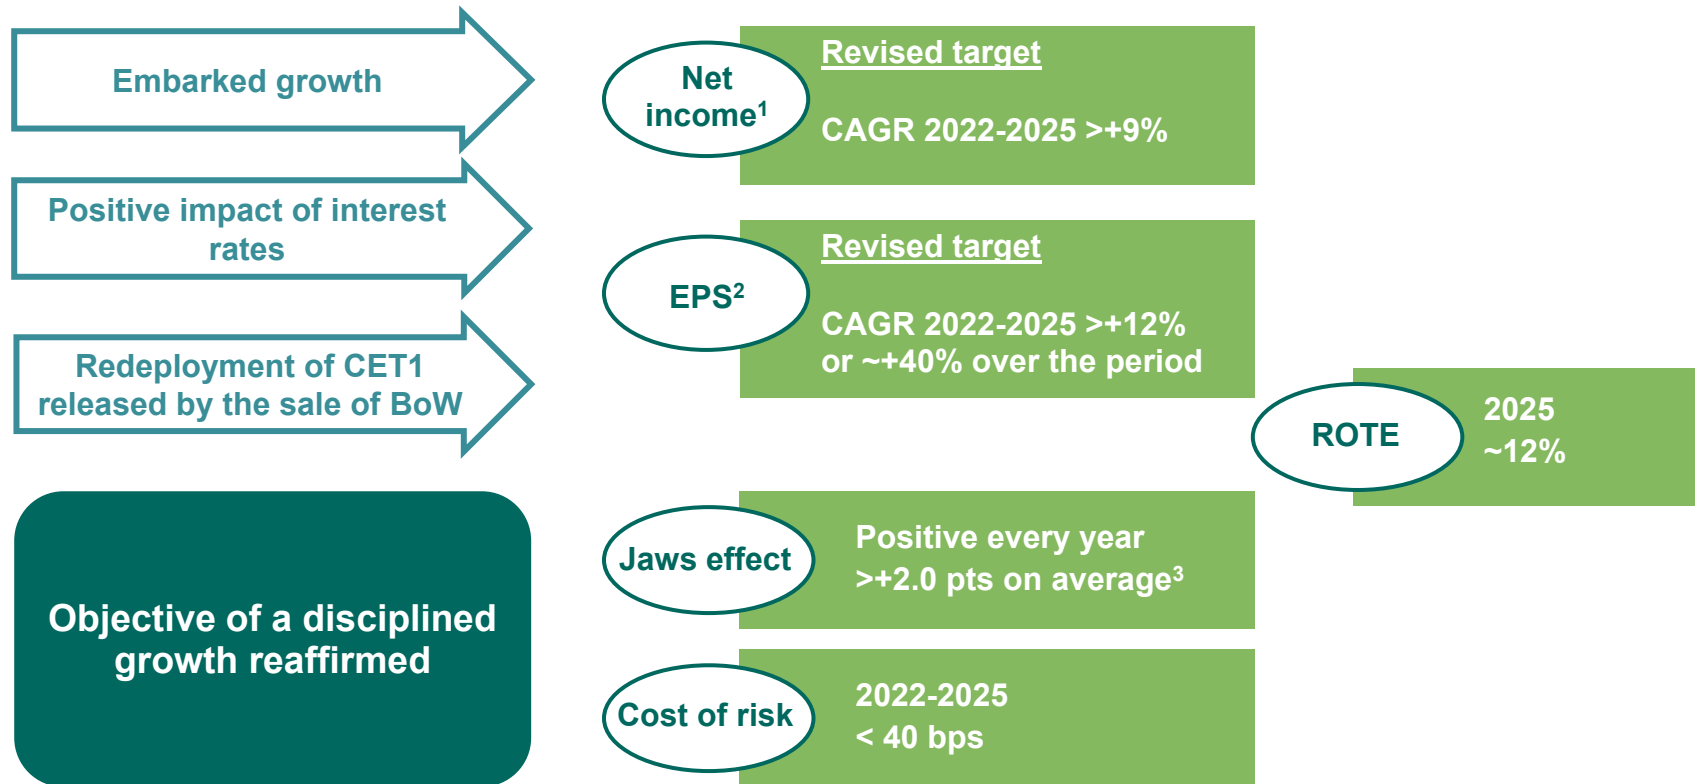 Embarked growth
Positive impact of interest
rates
Redeployment of CET1
released by the sale of BoW
Objective of a disciplined
growth reaffirmed
Net
income¹
Revised target
CAGR 2022-2025 >+9%
EPS²
Revised target
CAGR 2022-2025 >+12%
or ~+40% over the period
ROTE
2025
~12%
Jaws effect
Positive every year
>+2.0 pts on average³
Cost of risk
2022-2025
< 40 bps